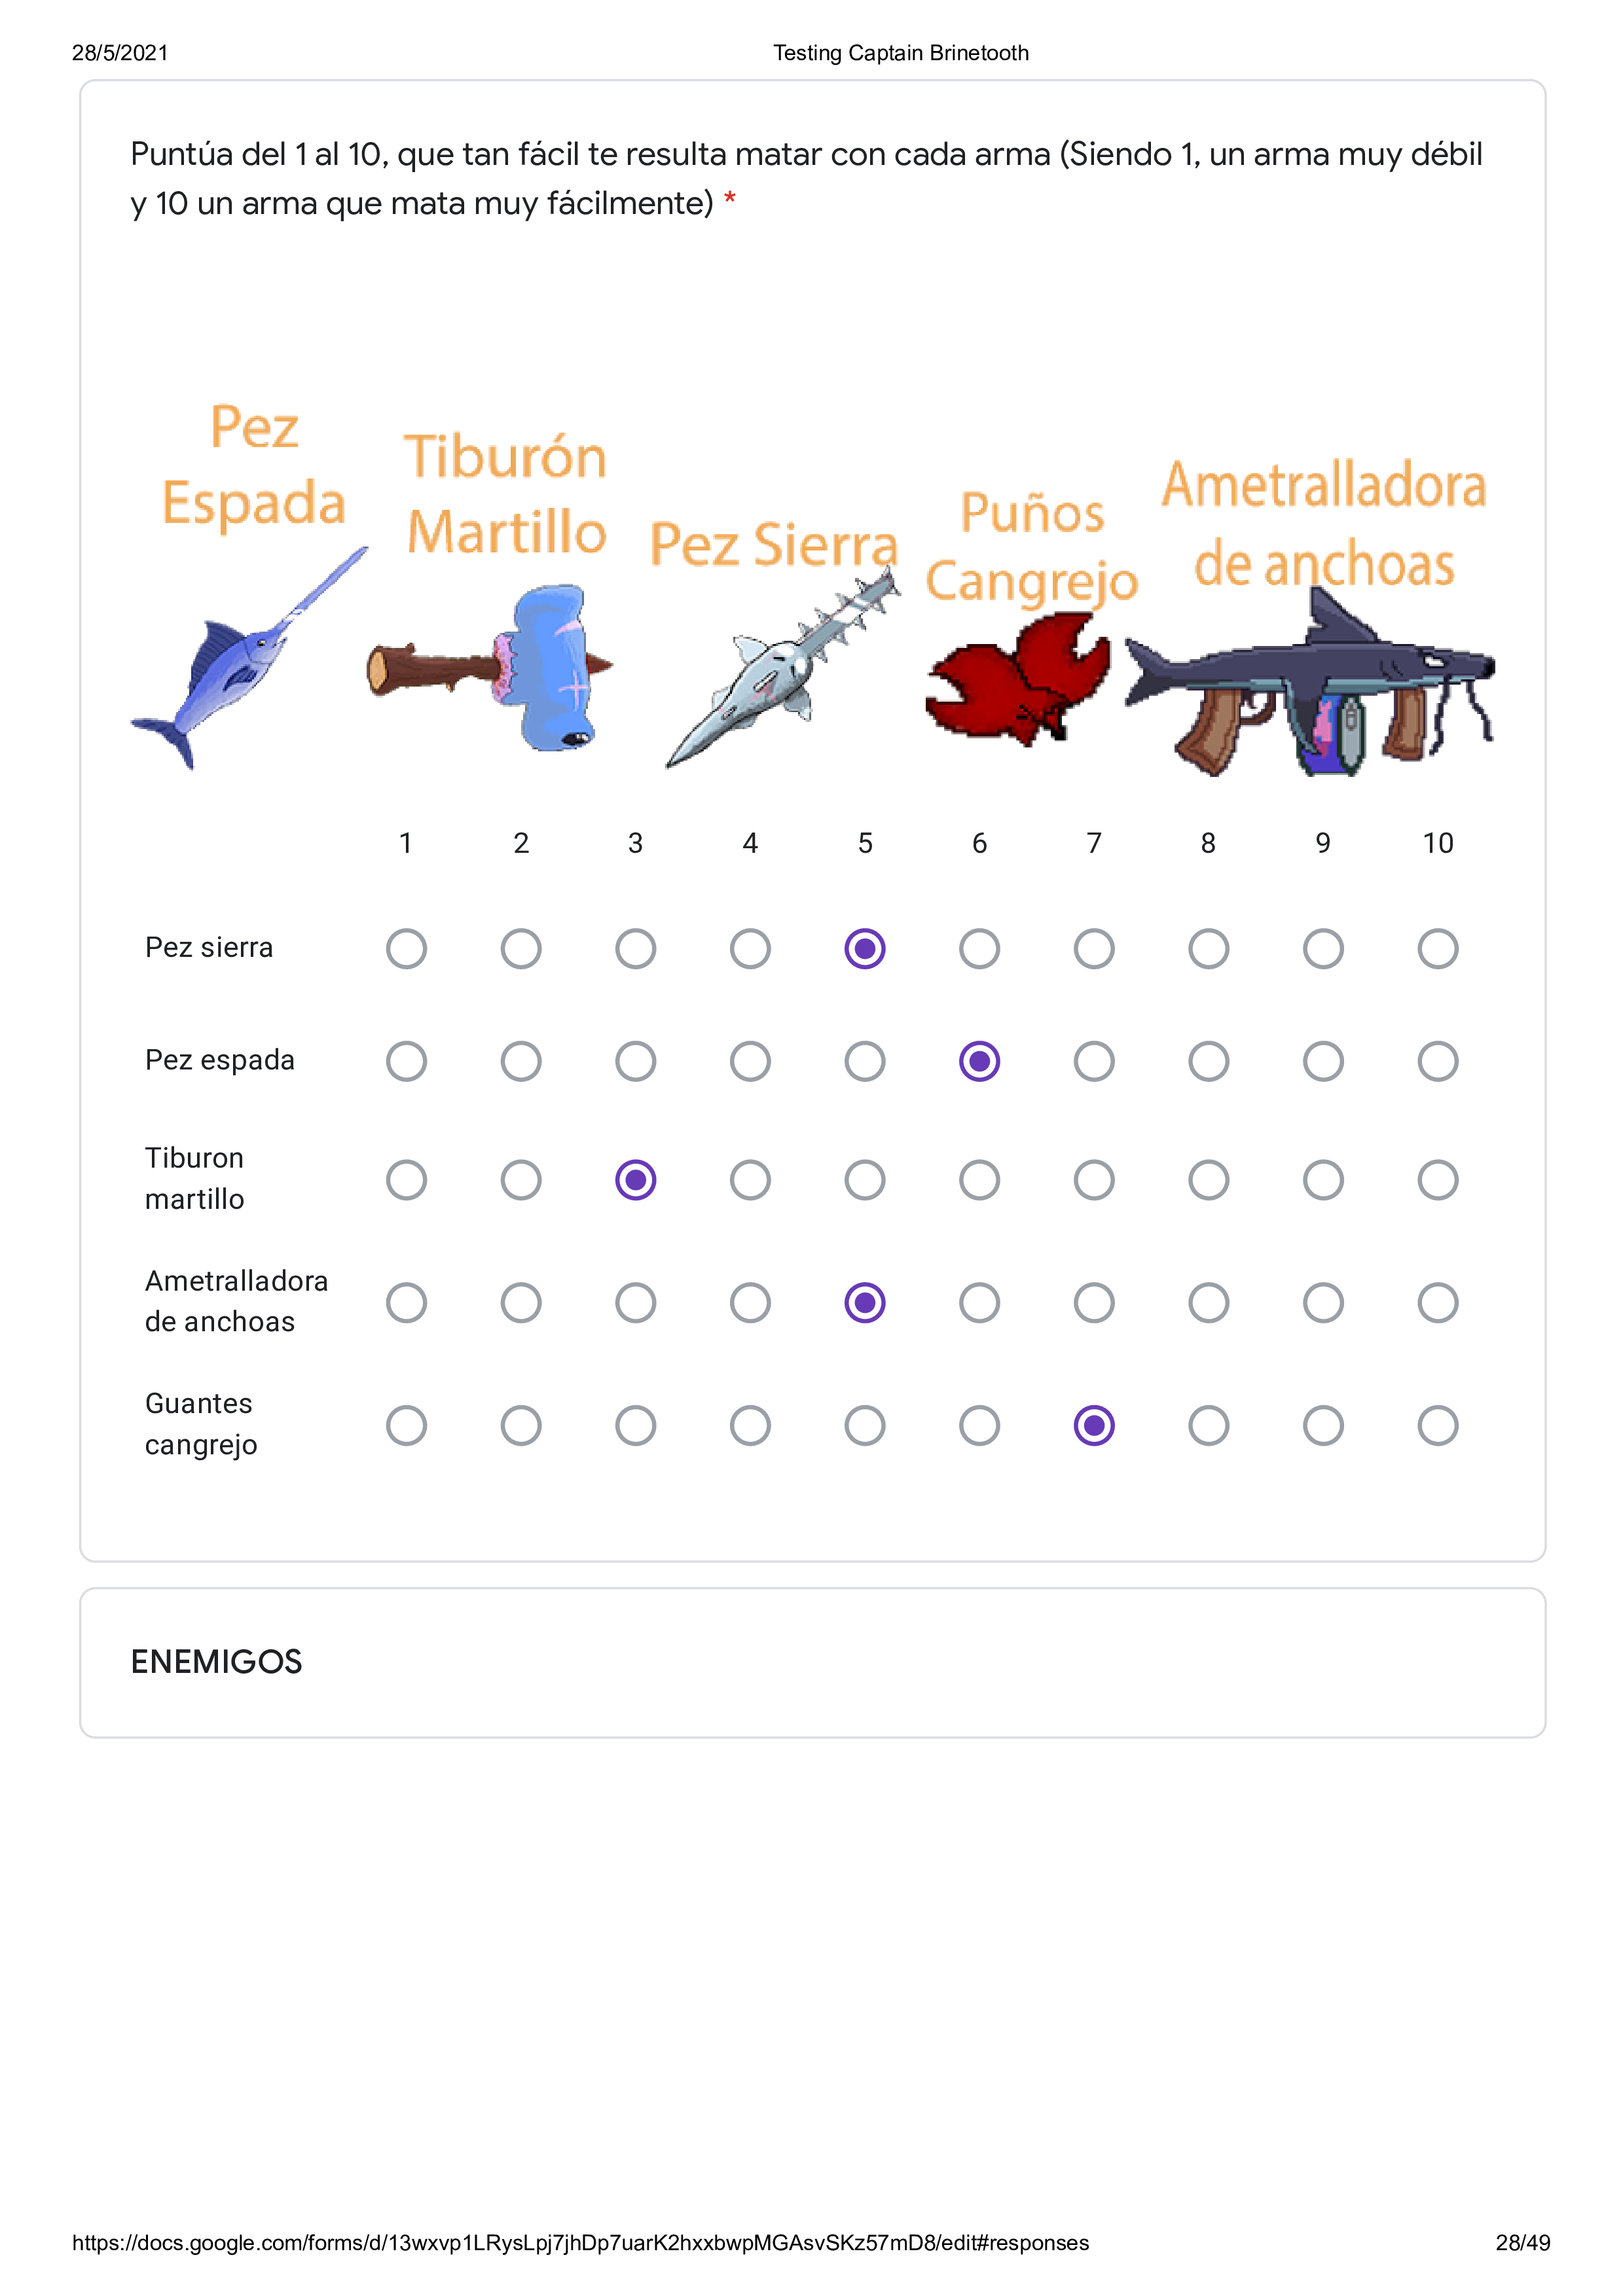 28/5/2021 Testing Captain Brinetooth
Puntúa del 1 al 10, que tan fácil te resulta matar con cada arma (Siendo 1, un arma muy débil
y 10 un arma que mata muy fácilmente) *
Pez
Espada
Tiburón
Martillo
Pez Sierra
Puños
Cangrejo
Ametralladora
de anchoas
1 2 3 4 5 6 7 8 9 10
Pez sierra
Pez espada
Tiburon
martillo
Ametralladora
de anchoas
Guantes
cangrejo
ENEMIGOS
https://docs.google.com/forms/d/13wxvp1LRysLpj7jhDp7uarK2hxxbwpMGAsvSKz57mD8/edit#responses 28/49